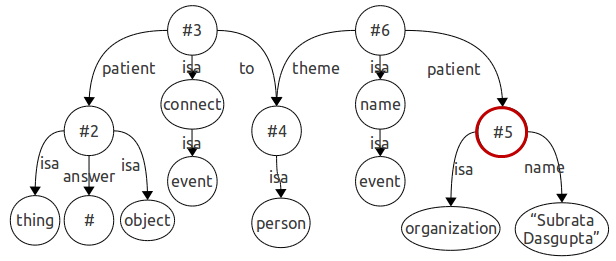 #3
#6
patient
isa
to
theme
isa
patient
connect
name
#2
#4
#5
isa
isa
isa
answer
isa
isa
isa
name
event
event
thing
#
object
person
organization
“Subrata
Dasgupta”